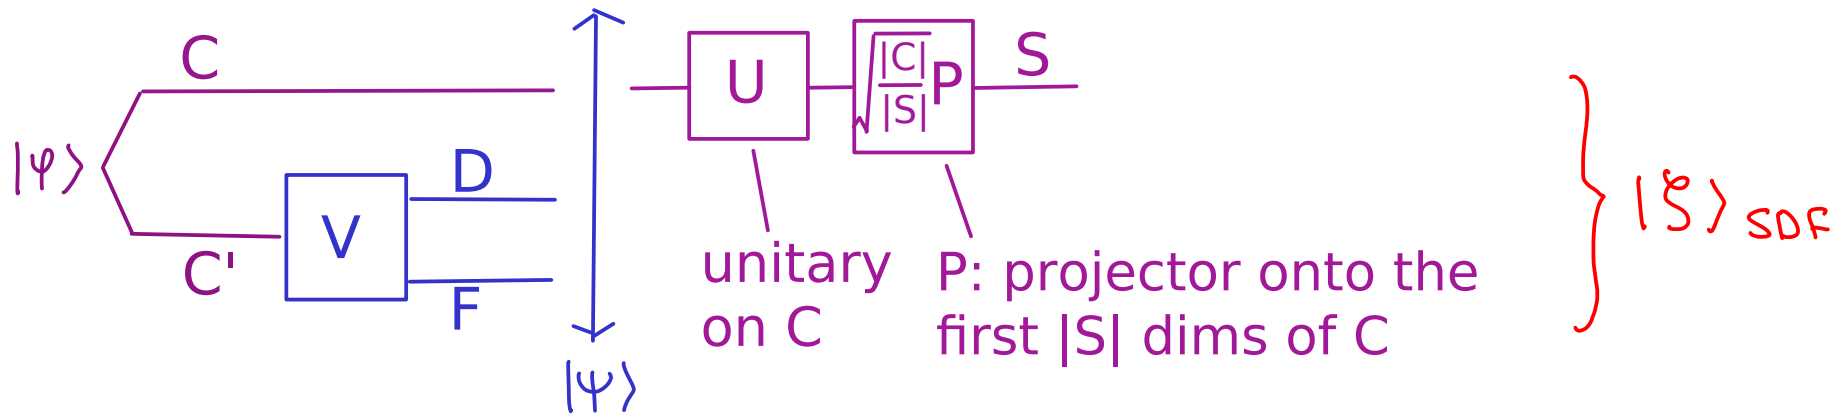 C
|ψ⟩
C'
V
D
F
|ψ⟩
U
√|C|/|S| P
S
unitary
on C
P: projector onto the
first |S| dims of C
|ξ⟩SDF